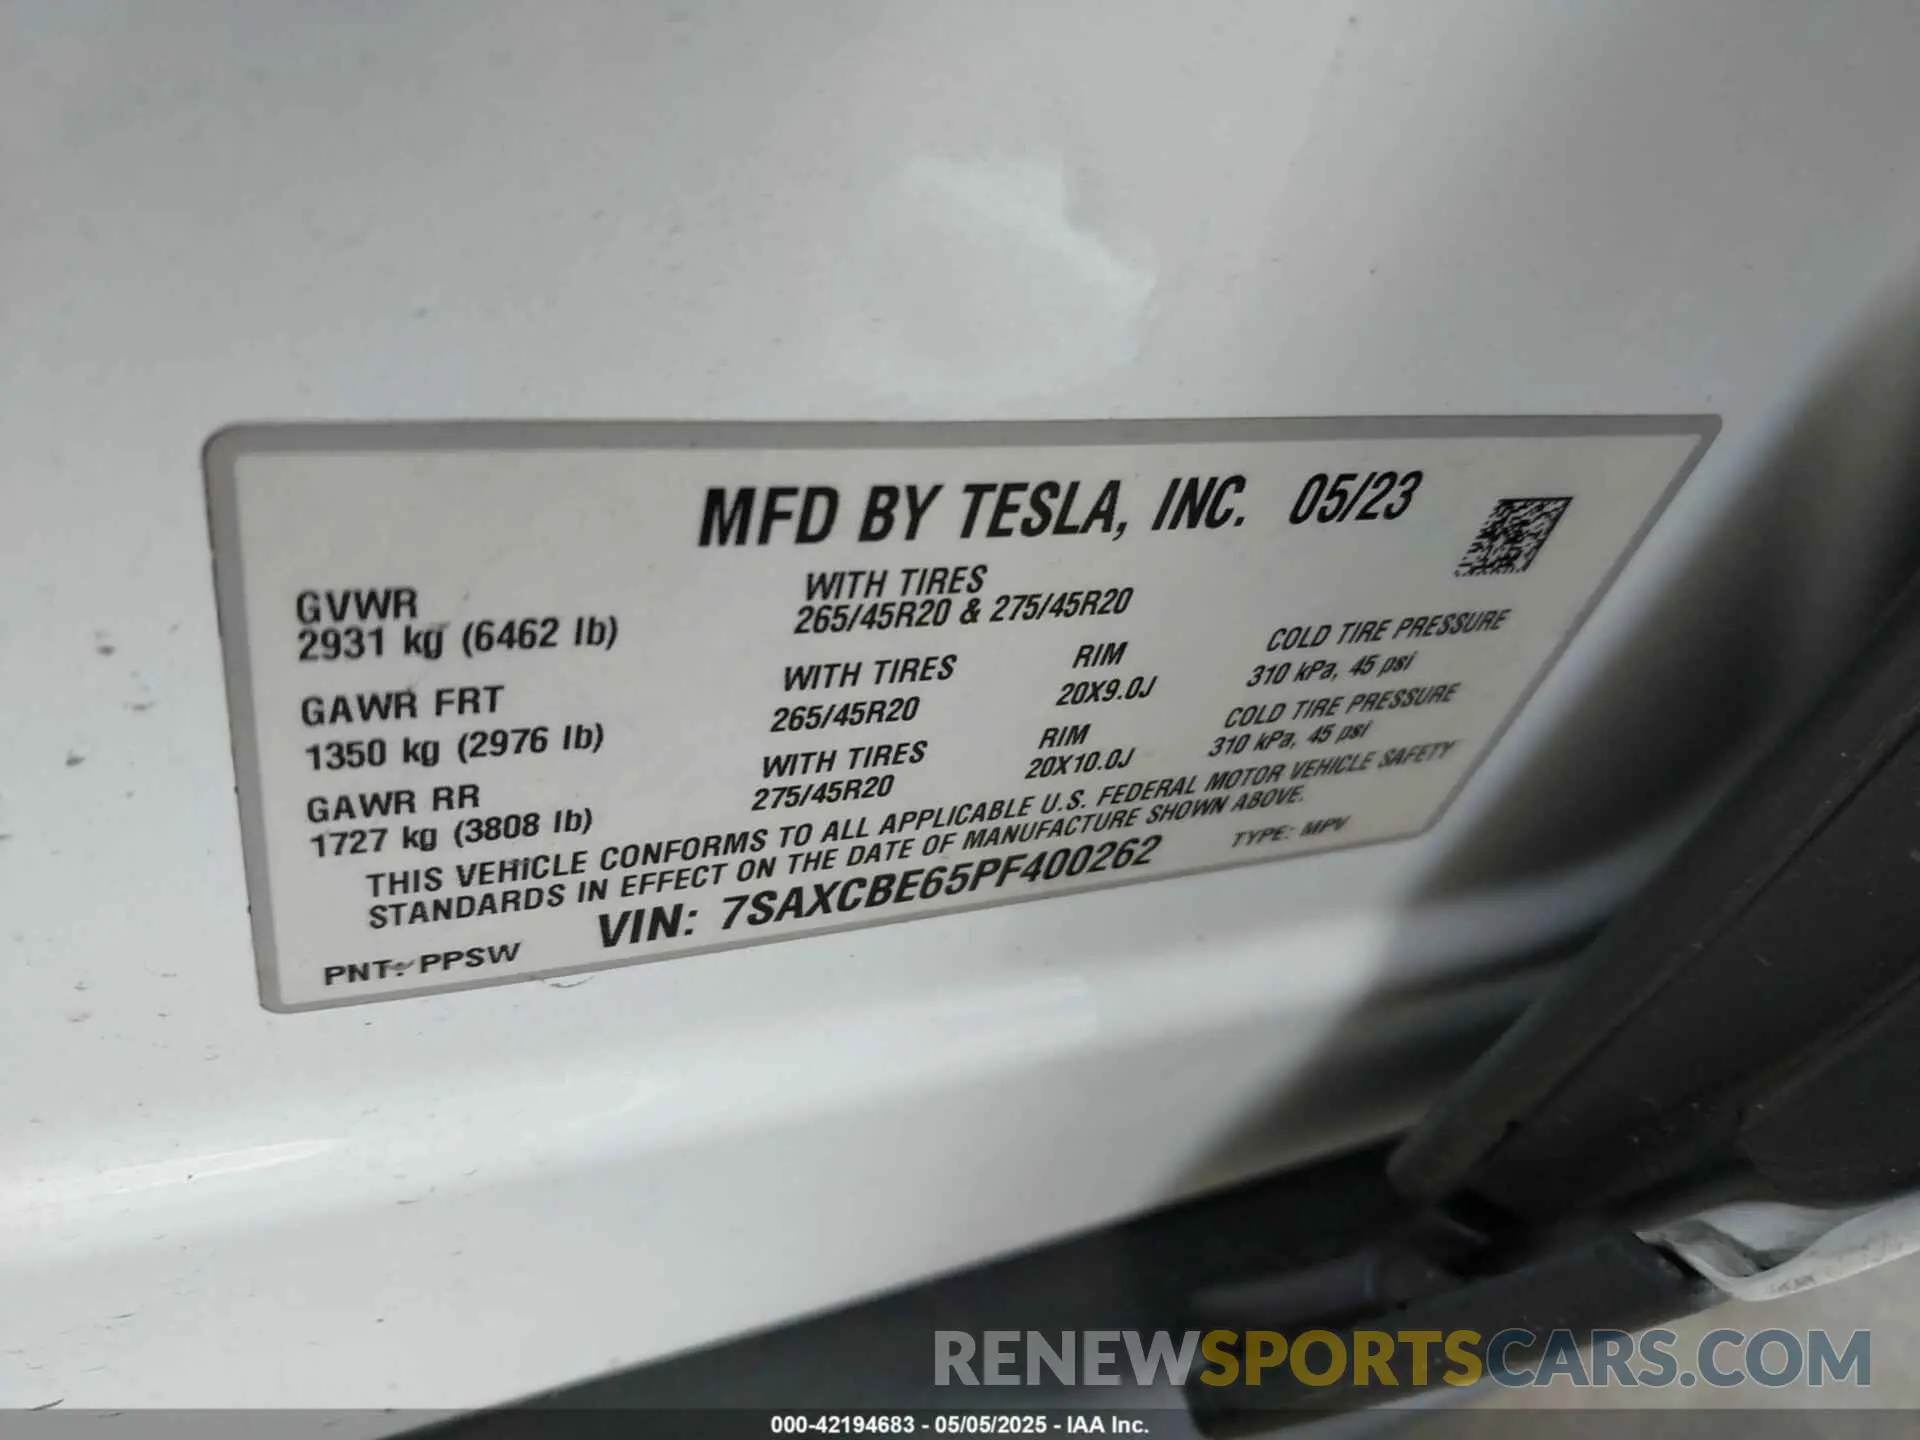 MFD BY TESLA, INC. 05/23
GVWR
2931 kg (6462 lb)
WITH TIRES
265/45R20 & 275/45R20
GAWR FRT
1350 kg (2976 lb)
WITH TIRES
265/45R20
RIM
20X9.0J
COLD TIRE PRESSURE
310 kPa, 45 psi
GAWR RR
1727 kg (3808 lb)
WITH TIRES
275/45R20
RIM
20X10.0J
COLD TIRE PRESSURE
310 kPa, 45 psi
THIS VEHICLE CONFORMS TO ALL APPLICABLE U.S. FEDERAL MOTOR VEHICLE SAFETY
STANDARDS IN EFFECT ON THE DATE OF MANUFACTURE SHOWN ABOVE.
VIN: 7SAXCBE65PF400262
TYPE: MPV
PNT: PPSW
RENEWSPORTSCARS.COM
000-42194683 - 05/05/2025 - IAA Inc.